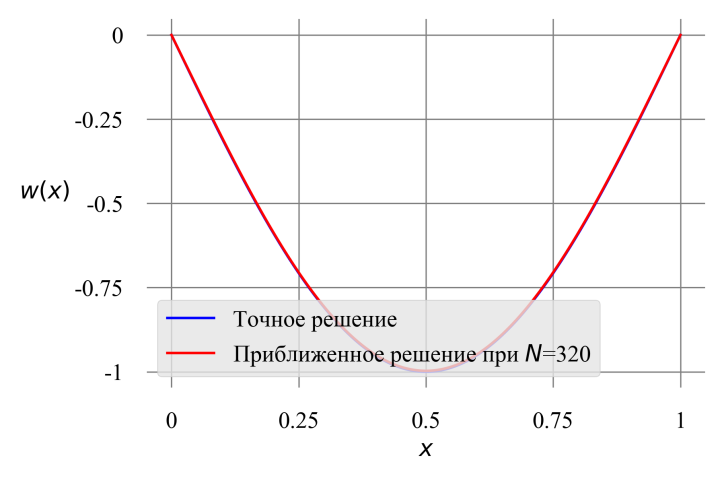 0
-0.25
w(x)
-0.5
-0.75
Точное решение
Приближенное решение при N=320
-1
0 0.25 0.5 0.75 1
x